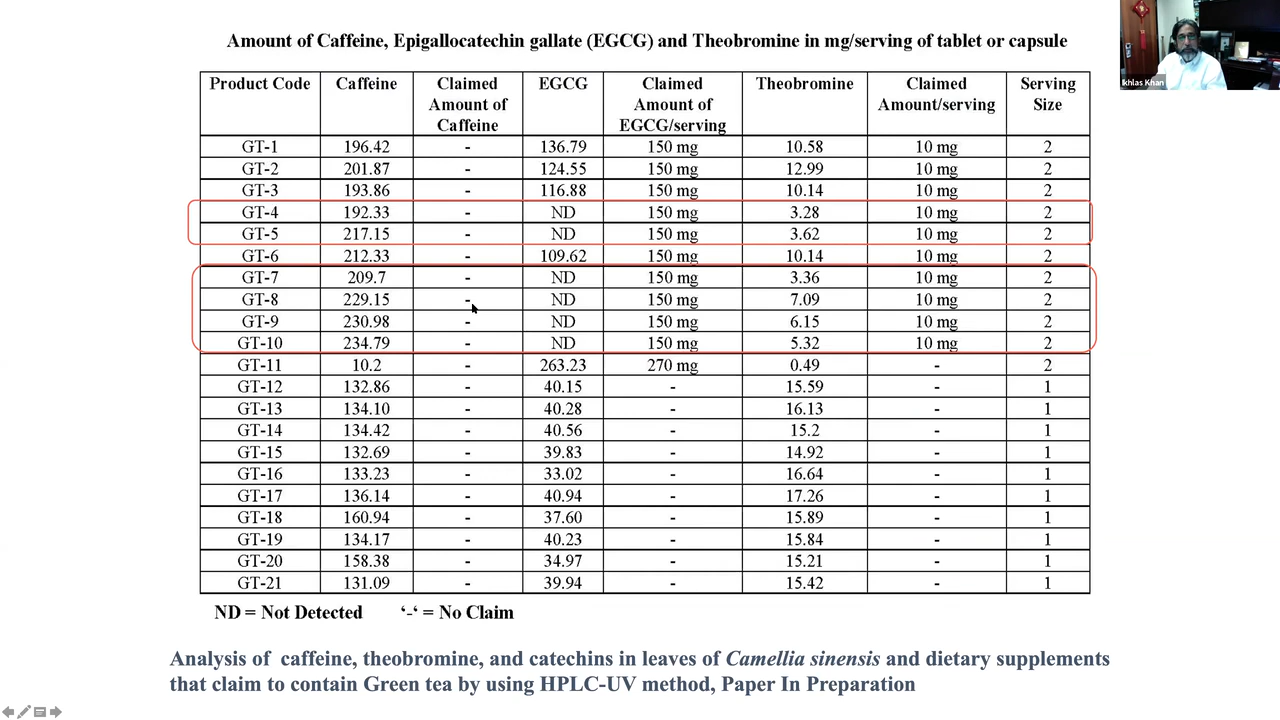 Amount of Caffeine, Epigallocatechin gallate (EGCG) and Theobromine in mg/serving of tablet or capsule
Ikhlas Khan
Product Code Caffeine Claimed Amount of Caffeine EGCG Claimed Amount of EGCG/serving Theobromine Claimed Amount/serving Serving Size
GT-1 196.42 - 136.79 150 mg 10.58 10 mg 2
GT-2 201.87 - 124.55 150 mg 12.99 10 mg 2
GT-3 193.86 - 116.88 150 mg 10.14 10 mg 2
GT-4 192.33 - ND 150 mg 3.28 10 mg 2
GT-5 217.15 - ND 150 mg 3.62 10 mg 2
GT-6 212.33 - 109.62 150 mg 10.14 10 mg 2
GT-7 209.7 - ND 150 mg 3.36 10 mg 2
GT-8 229.15 - ND 150 mg 7.09 10 mg 2
GT-9 230.98 - ND 150 mg 6.15 10 mg 2
GT-10 234.79 - ND 150 mg 5.32 10 mg 2
GT-11 10.2 - 263.23 270 mg 0.49 - 2
GT-12 132.86 - 40.15 - 15.59 - 1
GT-13 134.10 - 40.28 - 16.13 - 1
GT-14 134.42 - 40.56 - 15.2 - 1
GT-15 132.69 - 39.83 - 14.92 - 1
GT-16 133.23 - 33.02 - 16.64 - 1
GT-17 136.14 - 40.94 - 17.26 - 1
GT-18 160.94 - 37.60 - 15.89 - 1
GT-19 134.17 - 40.23 - 15.84 - 1
GT-20 158.38 - 34.97 - 15.21 - 1
GT-21 131.09 - 39.94 - 15.42 - 1
ND = Not Detected ‘-‘ = No Claim
Analysis of caffeine, theobromine, and catechins in leaves of Camellia sinensis and dietary supplements
that claim to contain Green tea by using HPLC-UV method, Paper In Preparation